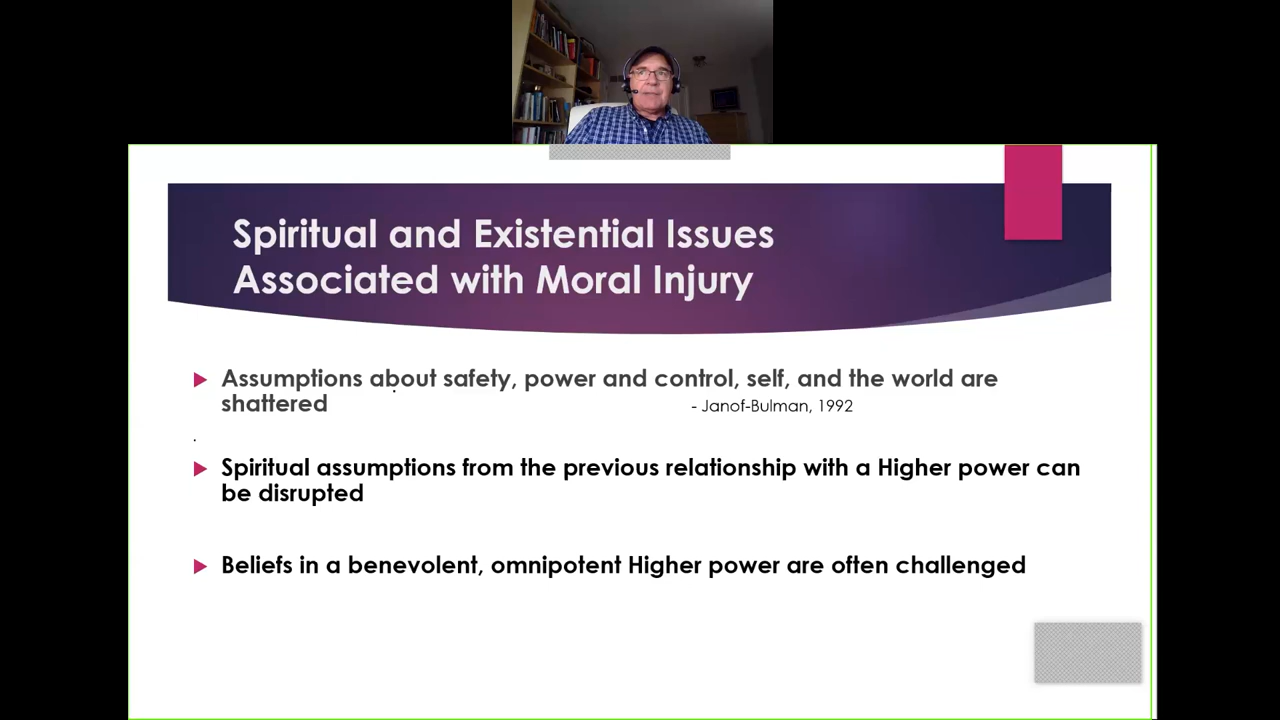 Spiritual and Existential Issues
Associated with Moral Injury
Assumptions about safety, power and control, self, and the world are
shattered - Janof-Bulman, 1992
Spiritual assumptions from the previous relationship with a Higher power can
be disrupted
Beliefs in a benevolent, omnipotent Higher power are often challenged